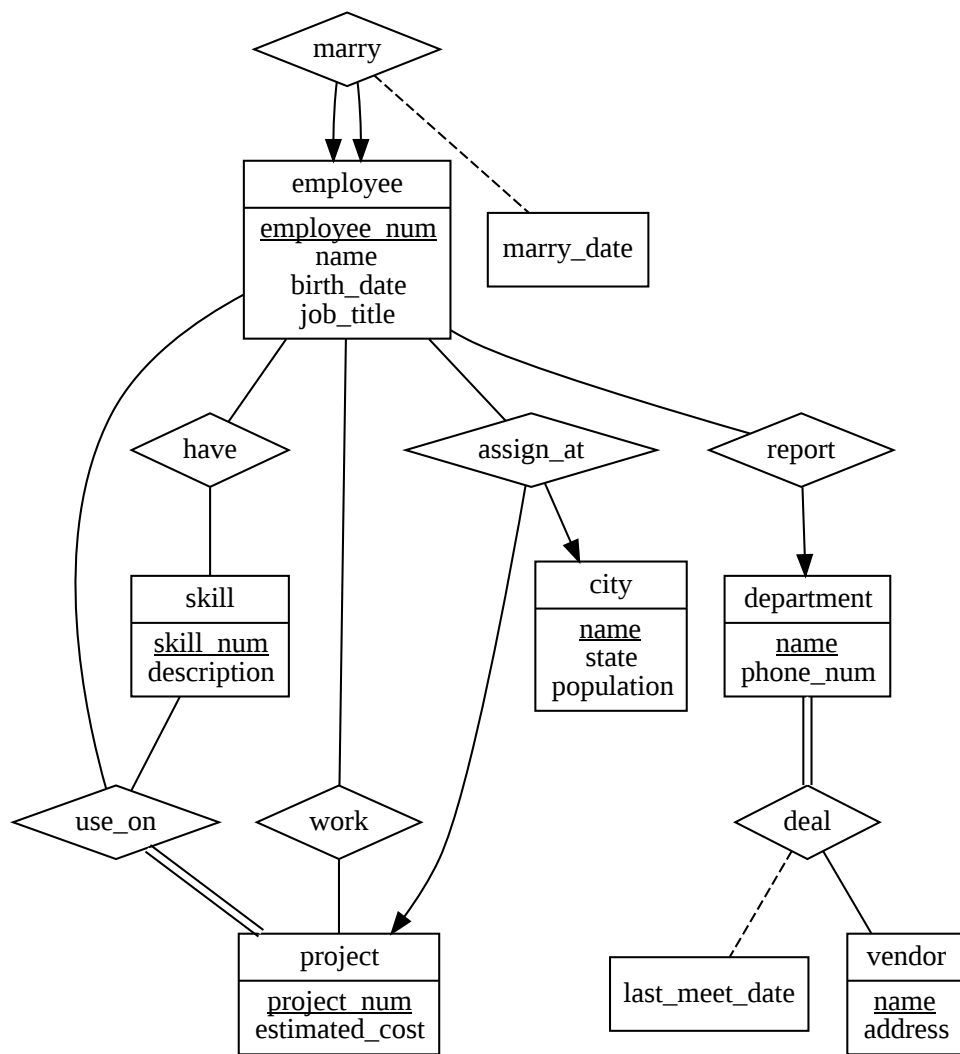 marry
employee
employee_num
name
birth_date
job_title
marry_date
have
assign_at
report
skill
skill_num
description
city
name
state
population
department
name
phone_num
use_on
work
deal
project
project_num
estimated_cost
last_meet_date
vendor
name
address